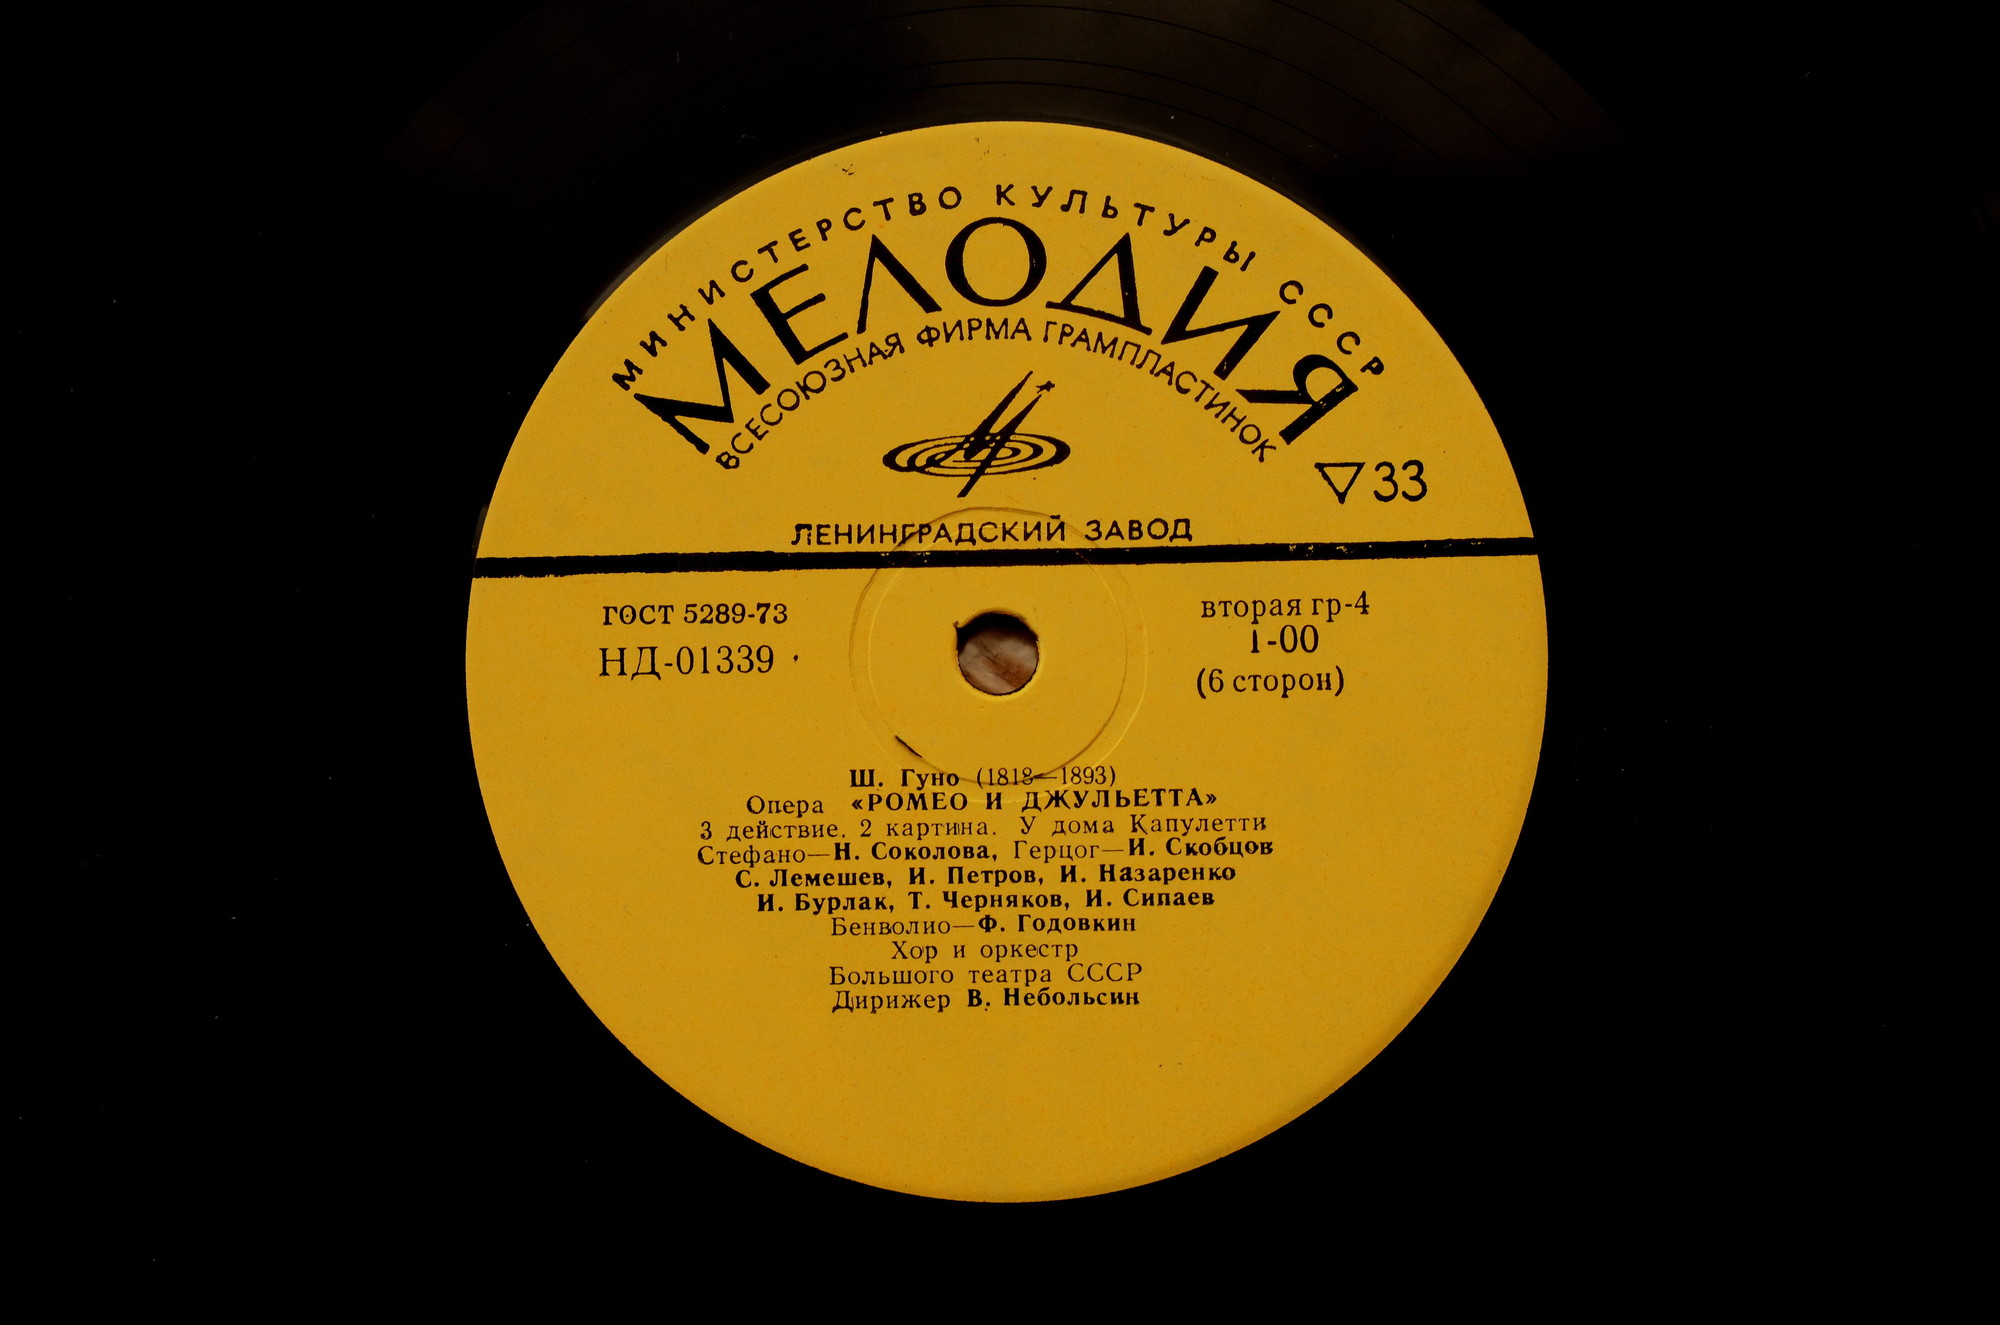 МИНИСТЕРСТВО КУЛЬТУРЫ СССР
МЕЛОДИЯ
ВСЕСОЮЗНАЯ ФИРМА ГРАМПЛАСТИНОК
33
ЛЕНИНГРАДСКИЙ ЗАВОД
ГОСТ 5289-73
НД-01339
вторая гр-4
1-00
(6 сторон)
Ш. Гуно (1818—1893)
Опера «РОМЕО И ДЖУЛЬЕТТА»
3 действие. 2 картина. У дома Капулетти
Стефано—Н. Соколова, Герцог—И. Скобцов
С. Лемешев, И. Петров, И. Назаренко
И. Бурлак, Т. Черняков, И. Сипаев
Бенволио—Ф. Годовкин
Хор и оркестр
Большого театра СССР
Дирижер В. Небольсин